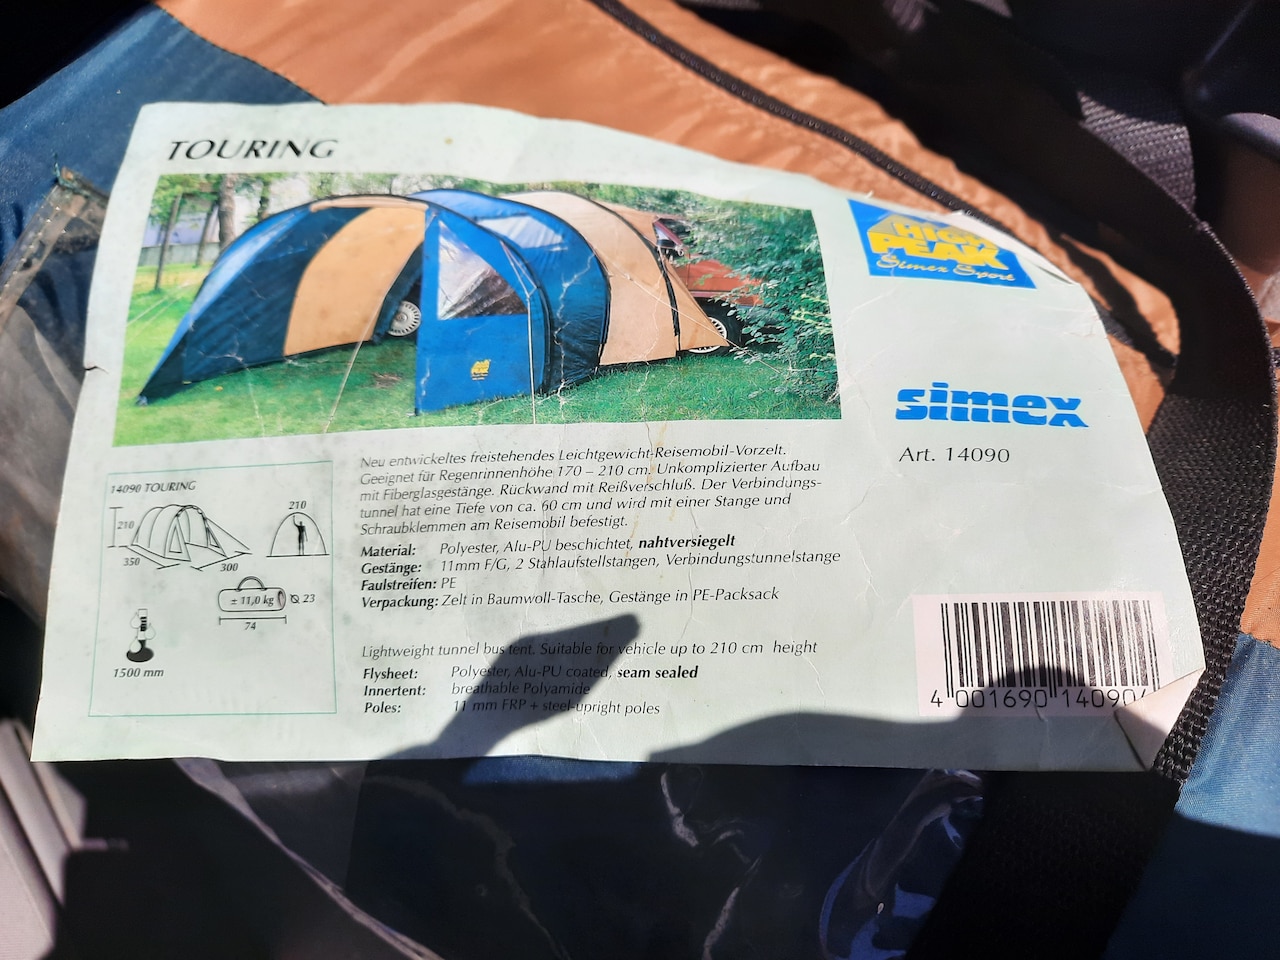 TOURING
HIGH
PEAK
Simex Sport
simex
Art. 14090
14090 TOURING
210
350
300
210
± 11,0 kg
Ø 23
74
1500 mm
Neu entwickeltes freistehendes Leichtgewicht-Reisemobil-Vorzelt.
Geeignet für Regenrinnenhöhe 170 – 210 cm. Unkomplizierter Aufbau
mit Fiberglasgestänge. Rückwand mit Reißverschluß. Der Verbindungs-
tunnel hat eine Tiefe von ca. 60 cm und wird mit einer Stange und
Schraubklemmen am Reisemobil befestigt.
Material: Polyester, Alu-PU beschichtet, nahtversiegelt
Gestänge: 11mm F/G, 2 Stahlaufstellstangen, Verbindungstunnelstange
Faulstreifen: PE
Verpackung: Zelt in Baumwoll-Tasche, Gestänge in PE-Packsack
Lightweight tunnel bus tent. Suitable for vehicle up to 210 cm height
Flysheet: Polyester, Alu-PU coated, seam sealed
Innertent: breathable Polyamide
Poles: 11 mm FRP + steel-upright poles
4 001690 14090